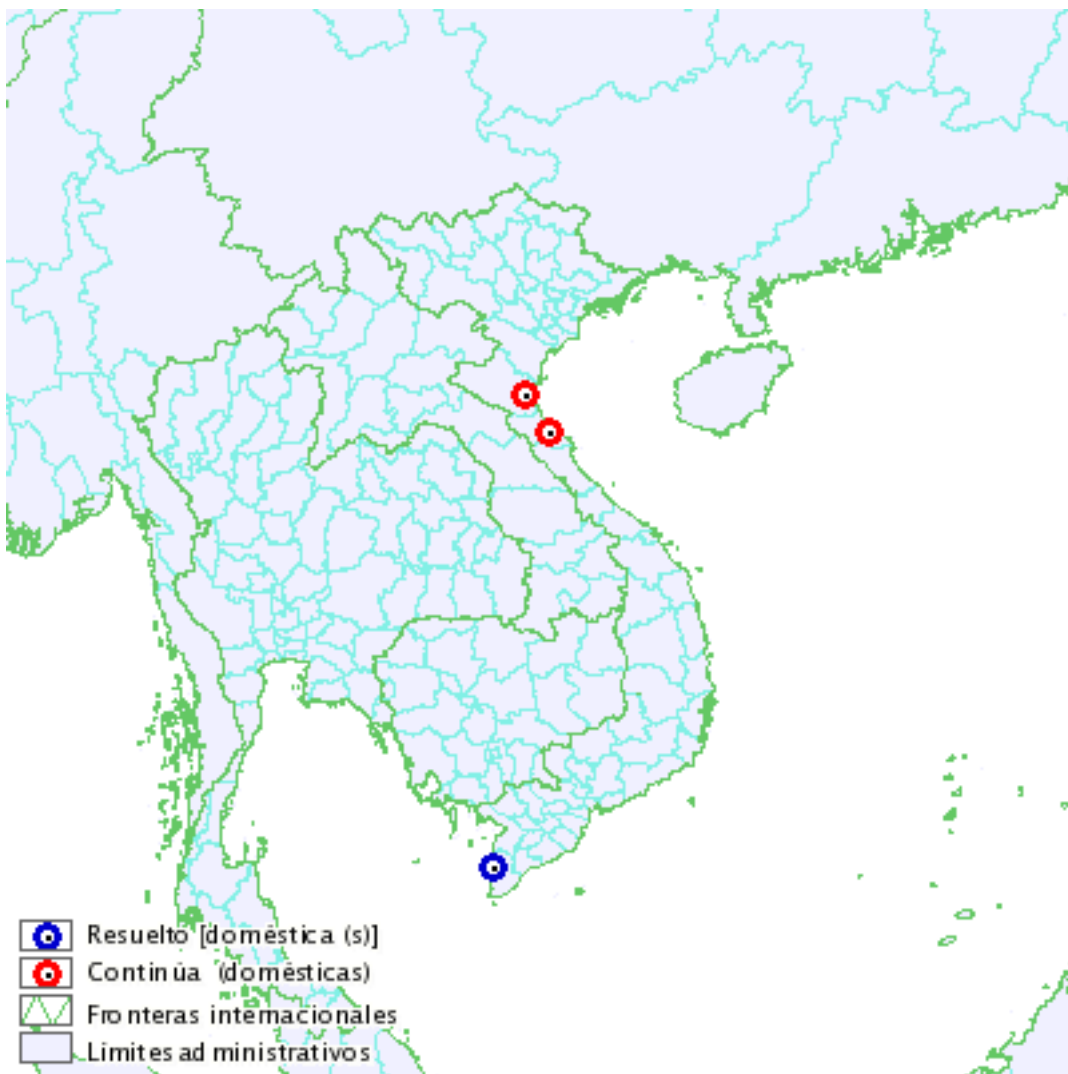 Resuelto [doméstica (s)]
Continúa (domésticas)
Fronteras internacionales
Límites administrativos